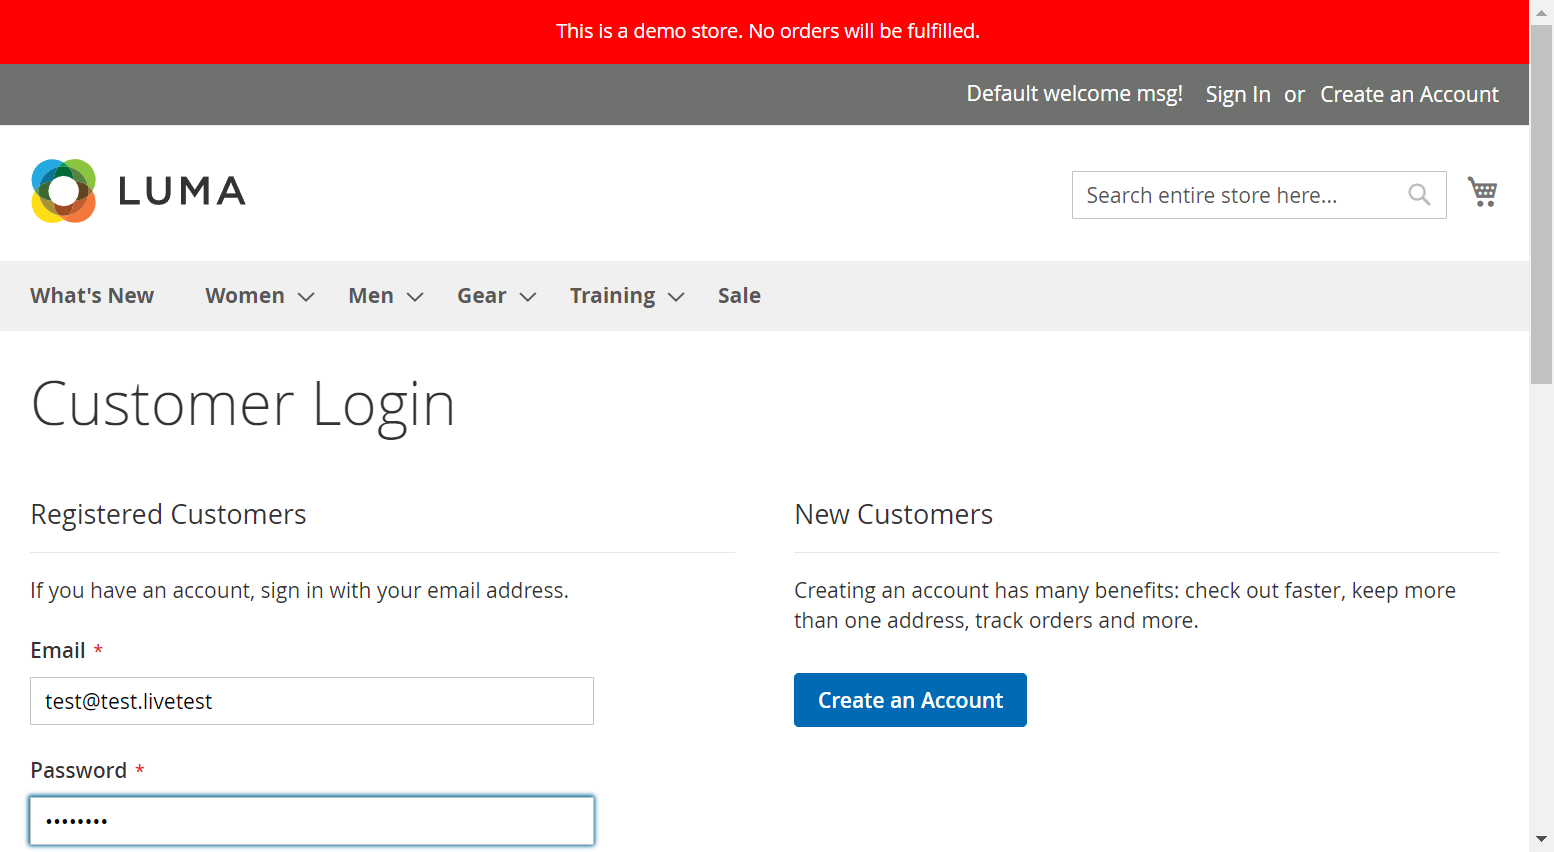 This is a demo store. No orders will be fulfilled.
Default welcome msg! Sign In or Create an Account
LUMA
Search entire store here...
What's New Women Men Gear Training Sale
Customer Login
Registered Customers
If you have an account, sign in with your email address.
Email *
test@test.livetest
Password *
••••••••
New Customers
Creating an account has many benefits: check out faster, keep more
than one address, track orders and more.
Create an Account